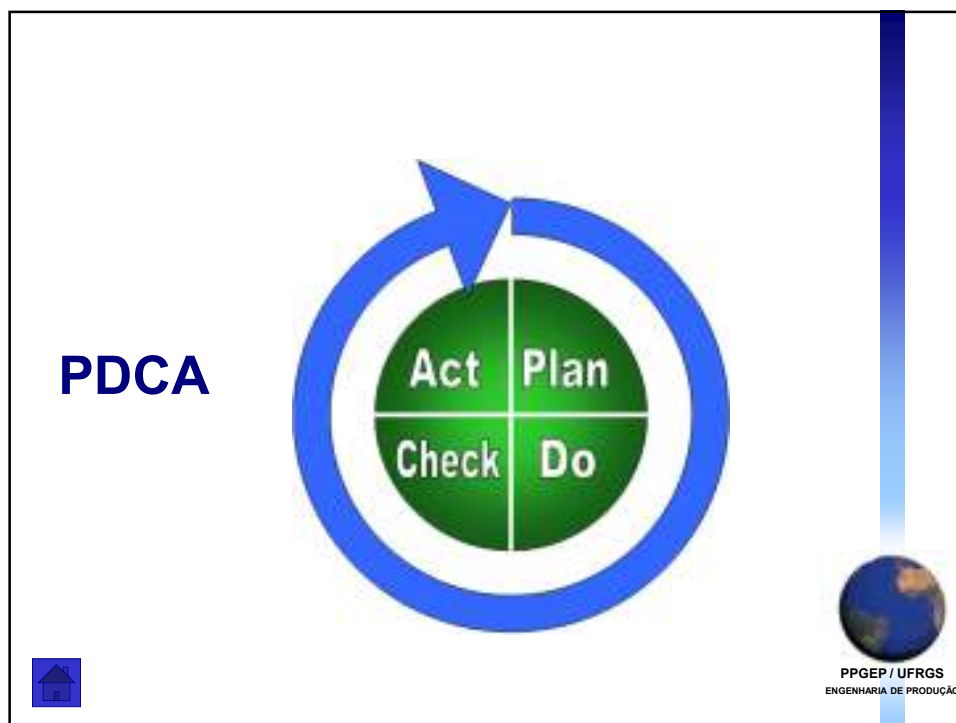 PDCA
Act Plan
Check Do
PPGEP / UFRGS
ENGENHARIA DE PRODUÇÃO